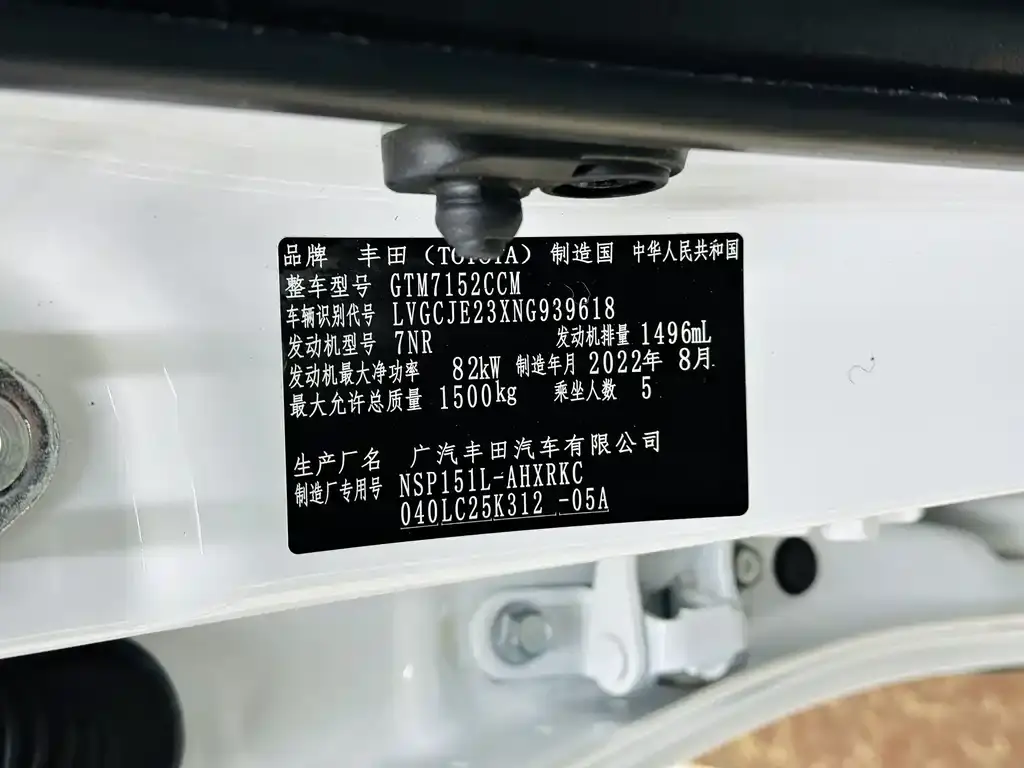 品牌 丰田（TOYOTA）制造国 中华人民共和国
整车型号 GTM7152CCM
车辆识别代号 LVGCJE23XNG939618
发动机型号 7NR 发动机排量 1496mL
发动机最大净功率 82kW 制造年月 2022年 8月
最大允许总质量 1500kg 乘坐人数 5
生产厂名 广汽丰田汽车有限公司
制造厂专用号 NSP151L-AHXRKC
040LC25K312 -05A